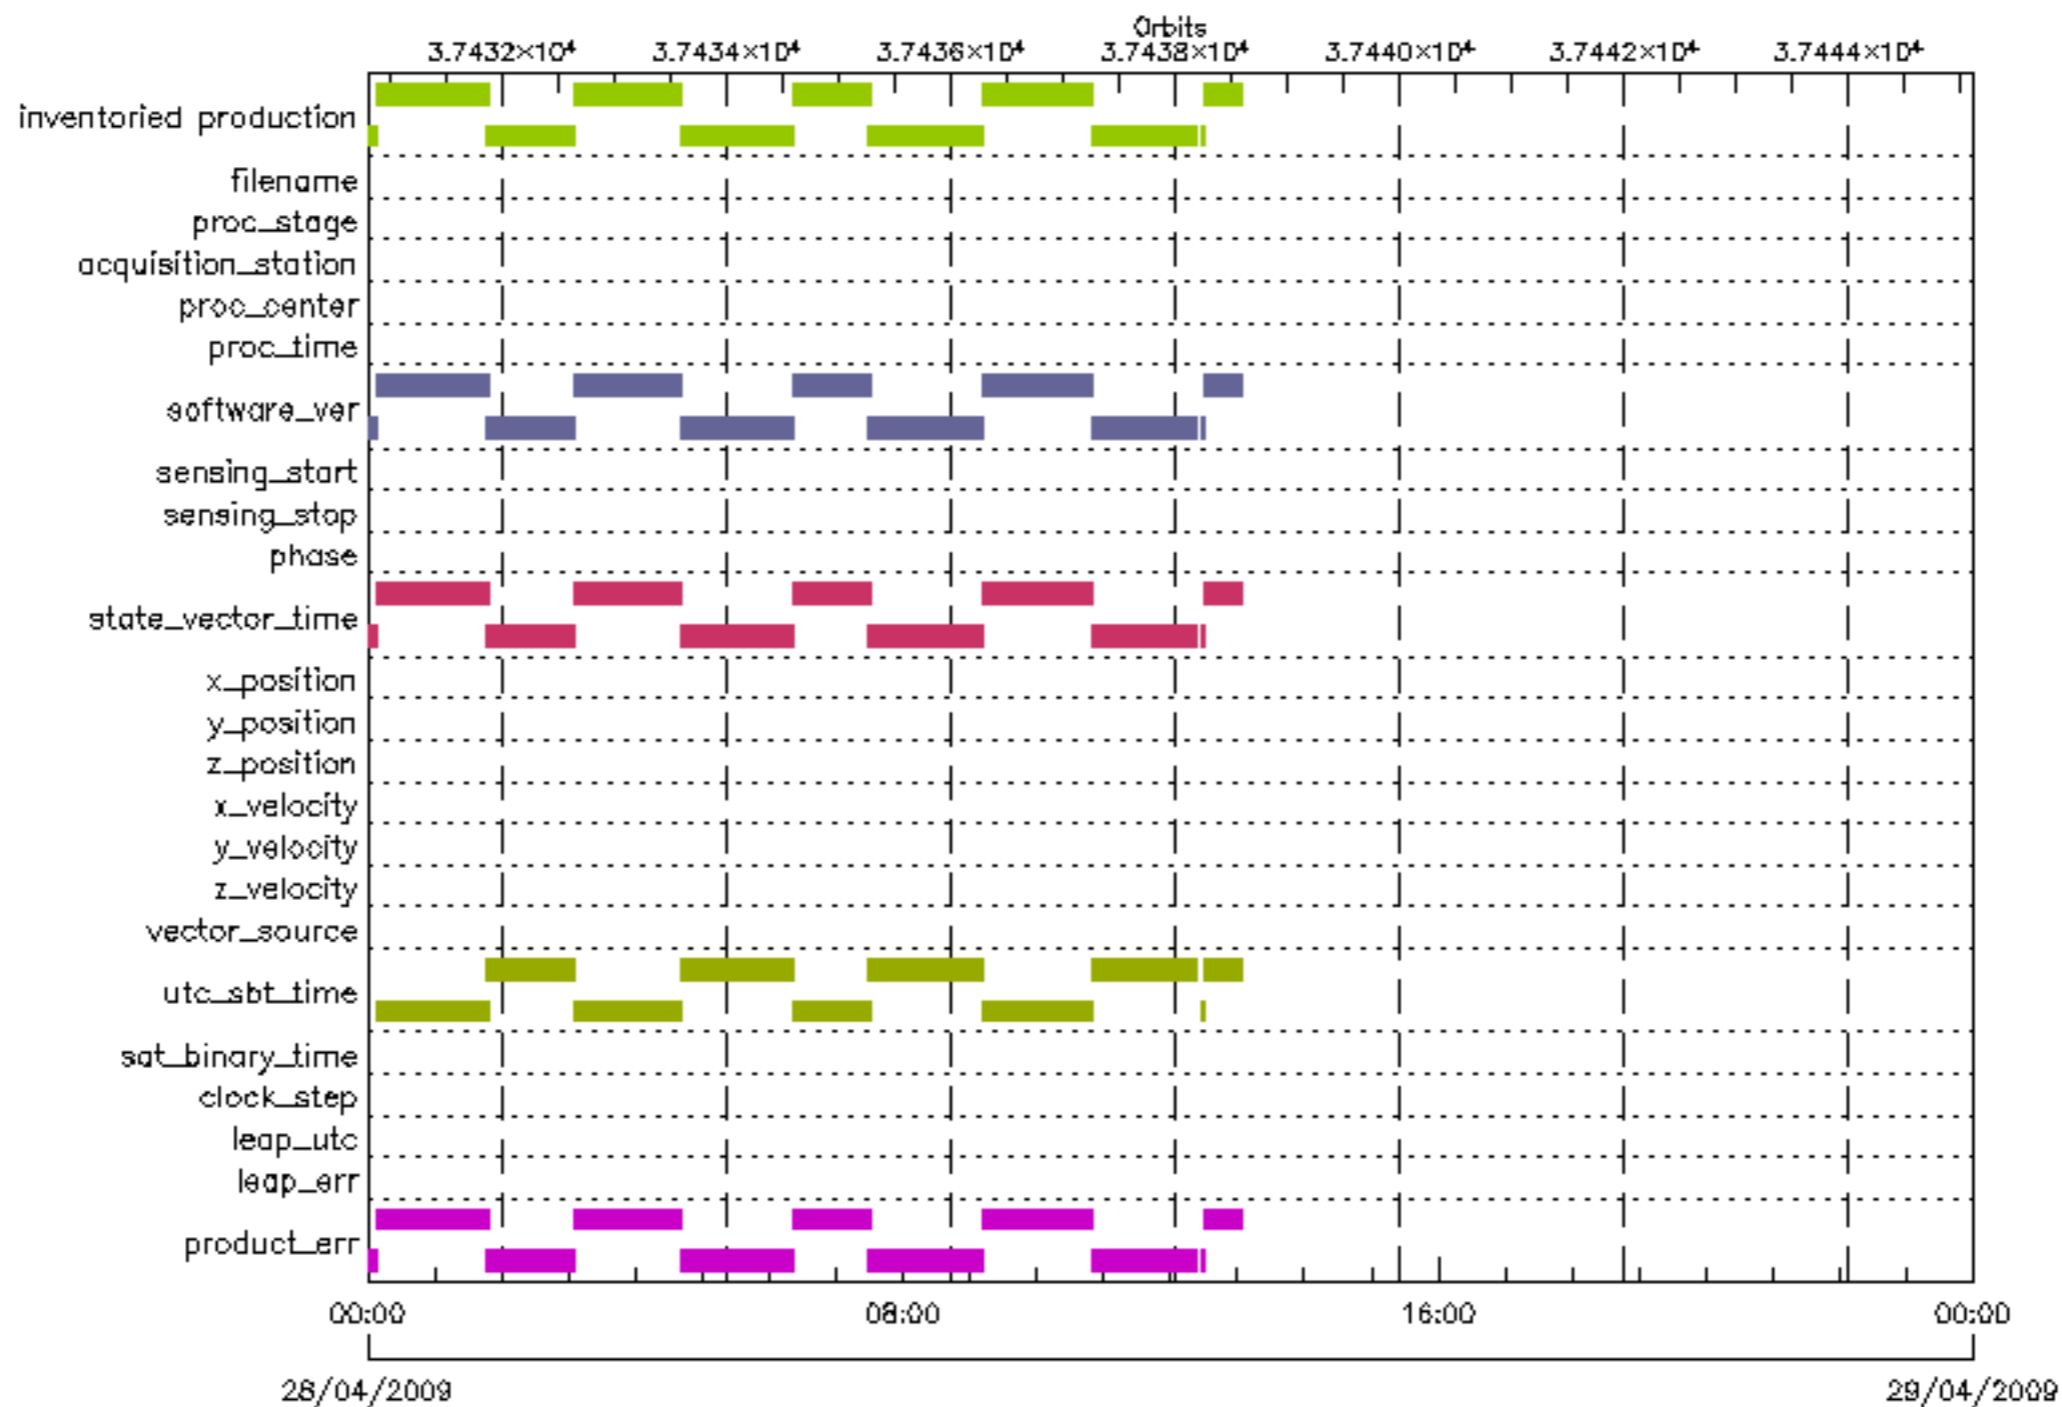 Orbits
3.7432×10⁴ 3.7434×10⁴ 3.7436×10⁴ 3.7438×10⁴ 3.7440×10⁴ 3.7442×10⁴ 3.7444×10⁴
inventoried production
filename
proc_stage
acquisition_station
proc_center
proc_time
software_ver
sensing_start
sensing_stop
phase
state_vector_time
x_position
y_position
z_position
x_velocity
y_velocity
z_velocity
vector_source
utc_sbt_time
sat_binary_time
clock_step
leap_utc
leap_err
product_err
00:00 08:00 16:00 00:00
28/04/2009 29/04/2009